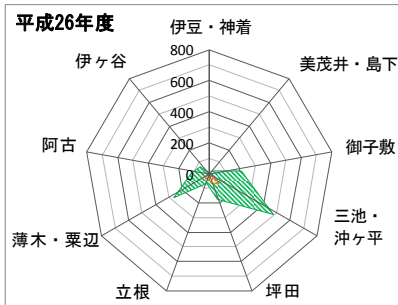 平成26年度
伊豆・神着
美茂井・島下
御子敷
三池・
沖ヶ平
坪田
立根
薄木・粟辺
阿古
伊ヶ谷
800
600
400
200
0